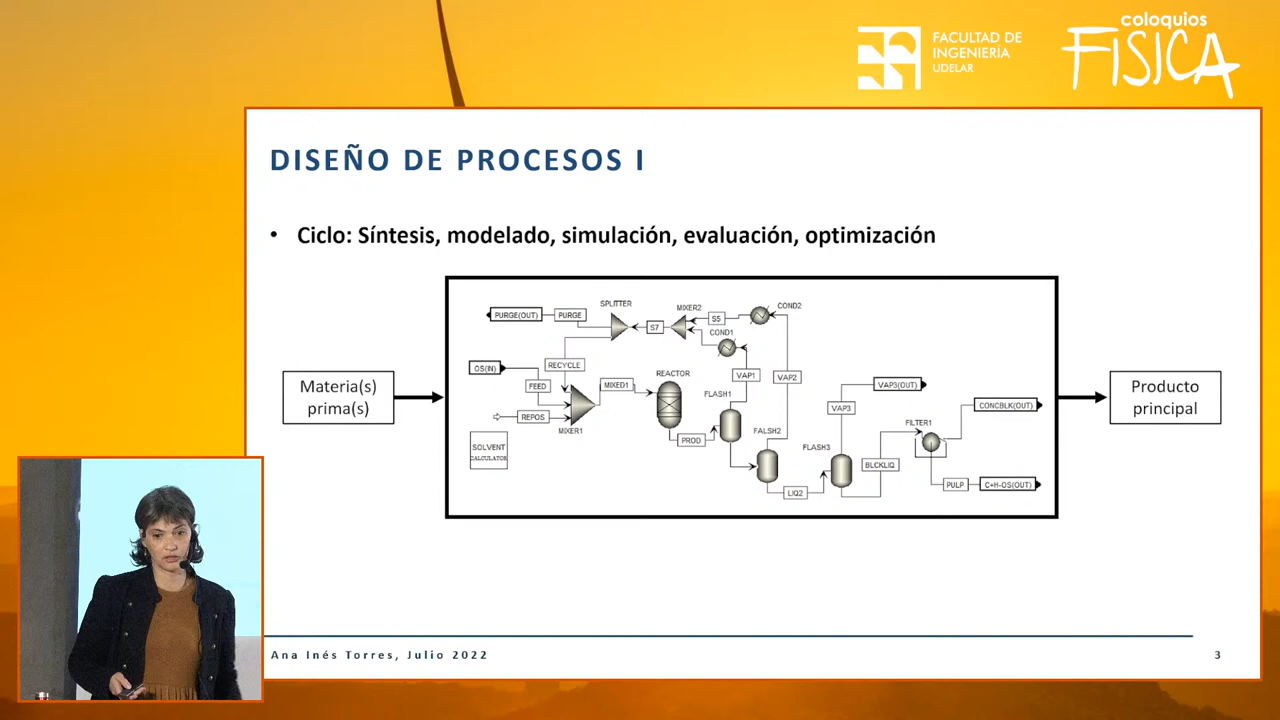 coloquios
FISICA
FACULTAD DE
INGENIERÍA
UDELAR
DISEÑO DE PROCESOS I
• Ciclo: Síntesis, modelado, simulación, evaluación, optimización
Materia(s)
prima(s)
PURGE(OUT)
PURGE
SPLITTER
S7
MIXER2
S5
COND2
COND1
OS(IN)
RECYCLE
FEED
MIXED1
REPOS
MIXER1
SOLVENT
CALCULATOR
REACTOR
PROD
FLASH1
VAP1
VAP2
FALSH2
LIQ2
FLASH3
VAP3
VAP3(OUT)
BLCKLIQ
FILTER1
CONCBLK(OUT)
PULP
C+H-OS(OUT)
Producto
principal
Ana Inés Torres, Julio 2022
3